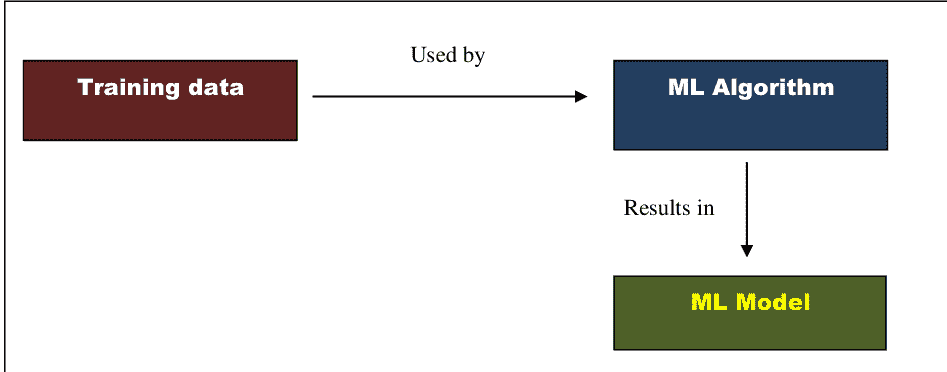 Used by
Training data
ML Algorithm
Results in
ML Model